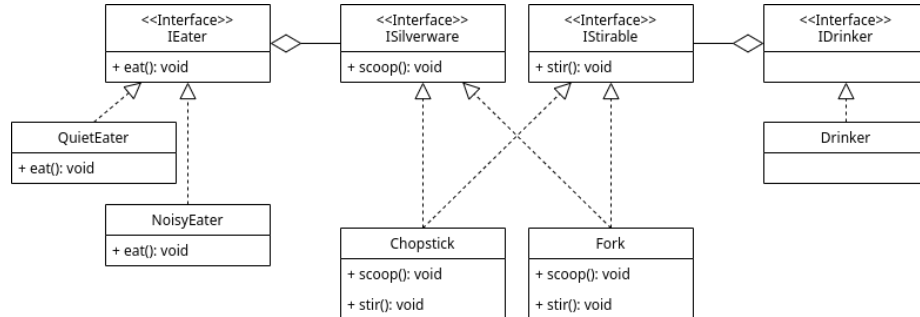 <<Interface>>
IEater
+ eat(): void
<<Interface>>
ISilverware
+ scoop(): void
<<Interface>>
IStirable
+ stir(): void
<<Interface>>
IDrinker
QuietEater
+ eat(): void
Drinker
NoisyEater
+ eat(): void
Chopstick
+ scoop(): void
+ stir(): void
Fork
+ scoop(): void
+ stir(): void